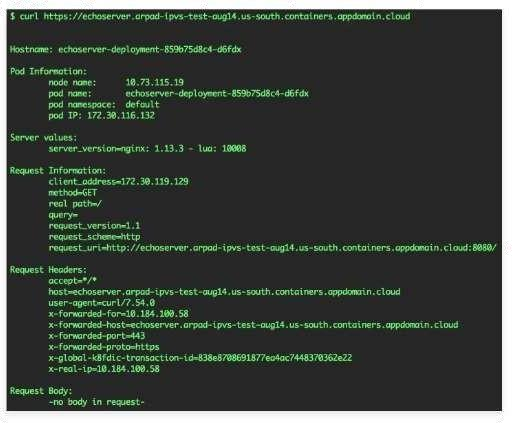 $ curl https://echoserver.arpad-ipvs-test-aug14.us-south.containers.appdomain.cloud
Hostname: echoserver-deployment-859b75d8c4-d6fdx
Pod Information:
node name: 10.73.115.19
pod name: echoserver-deployment-859b75d8c4-d6fdx
pod namespace: default
pod IP: 172.30.116.132
Server values:
server_version=nginx: 1.13.3 - lua: 10008
Request Information:
client_address=172.30.119.129
method=GET
real path=/
query=
request_version=1.1
request_scheme=http
request_uri=http://echoserver.arpad-ipvs-test-aug14.us-south.containers.appdomain.cloud:8080/
Request Headers:
accept=*/*
host=echoserver.arpad-ipvs-test-aug14.us-south.containers.appdomain.cloud
user-agent=curl/7.54.0
x-forwarded-for=10.184.100.58
x-forwarded-host=echoserver.arpad-ipvs-test-aug14.us-south.containers.appdomain.cloud
x-forwarded-port=443
x-forwarded-proto=https
x-global-k8fdic-transaction-id=838e8708691877ea4ac7448370362e22
x-real-ip=10.184.100.58
Request Body:
-no body in request-